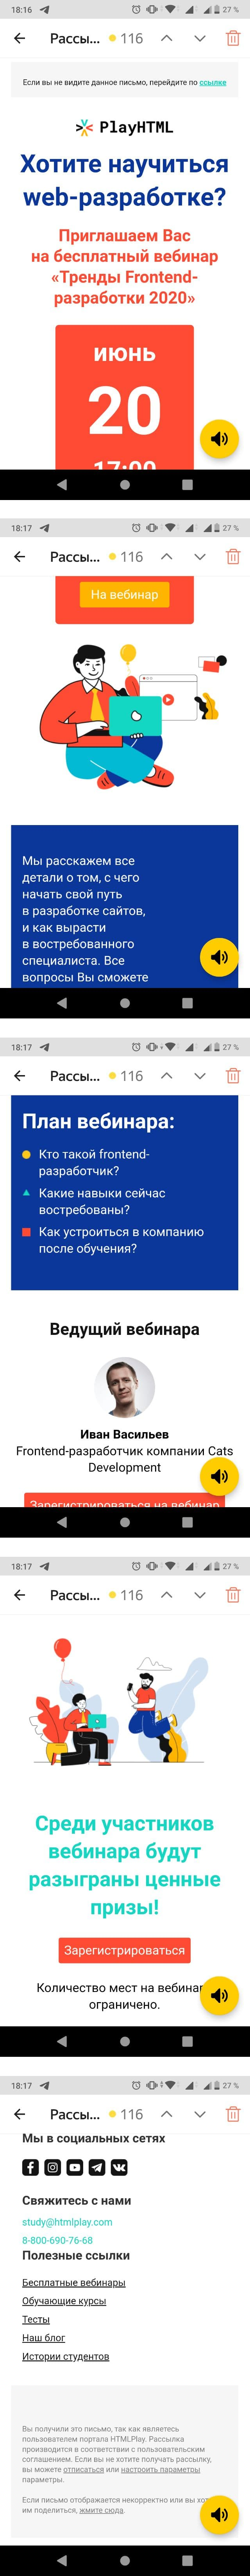 18:16 27 %
Рассы... 116
Если вы не видите данное письмо, перейдите по ссылке
PlayHTML
Хотите научиться
web-разработке?
Приглашаем Вас
на бесплатный вебинар
«Тренды Frontend-
разработки 2020»
июнь
20
17:00
18:17 27 %
Рассы... 116
На вебинар
Мы расскажем все
детали о том, с чего
начать свой путь
в разработке сайтов,
и как вырасти
в востребованного
специалиста. Все
вопросы Вы сможете
18:17 27 %
Рассы... 116
План вебинара:
Кто такой frontend-
разработчик?
Какие навыки сейчас
востребованы?
Как устроиться в компанию
после обучения?
Ведущий вебинара
Иван Васильев
Frontend-разработчик компании Cats
Development
Зарегистрироваться на вебинар
18:17 27 %
Рассы... 116
Среди участников
вебинара будут
разыграны ценные
призы!
Зарегистрироваться
Количество мест на вебинар
ограничено.
18:17 27 %
Рассы... 116
Мы в социальных сетях
Свяжитесь с нами
study@htmlplay.com
8-800-690-76-68
Полезные ссылки
Бесплатные вебинары
Обучающие курсы
Тесты
Наш блог
Истории студентов
Вы получили это письмо, так как являетесь
пользователем портала HTMLPlay. Рассылка
производится в соответствии с пользовательским
соглашением. Если вы не хотите получать рассылку,
вы можете отписаться или настроить параметры
параметры.
Если письмо отображается некорректно или вы хот
им поделиться, жмите сюда.